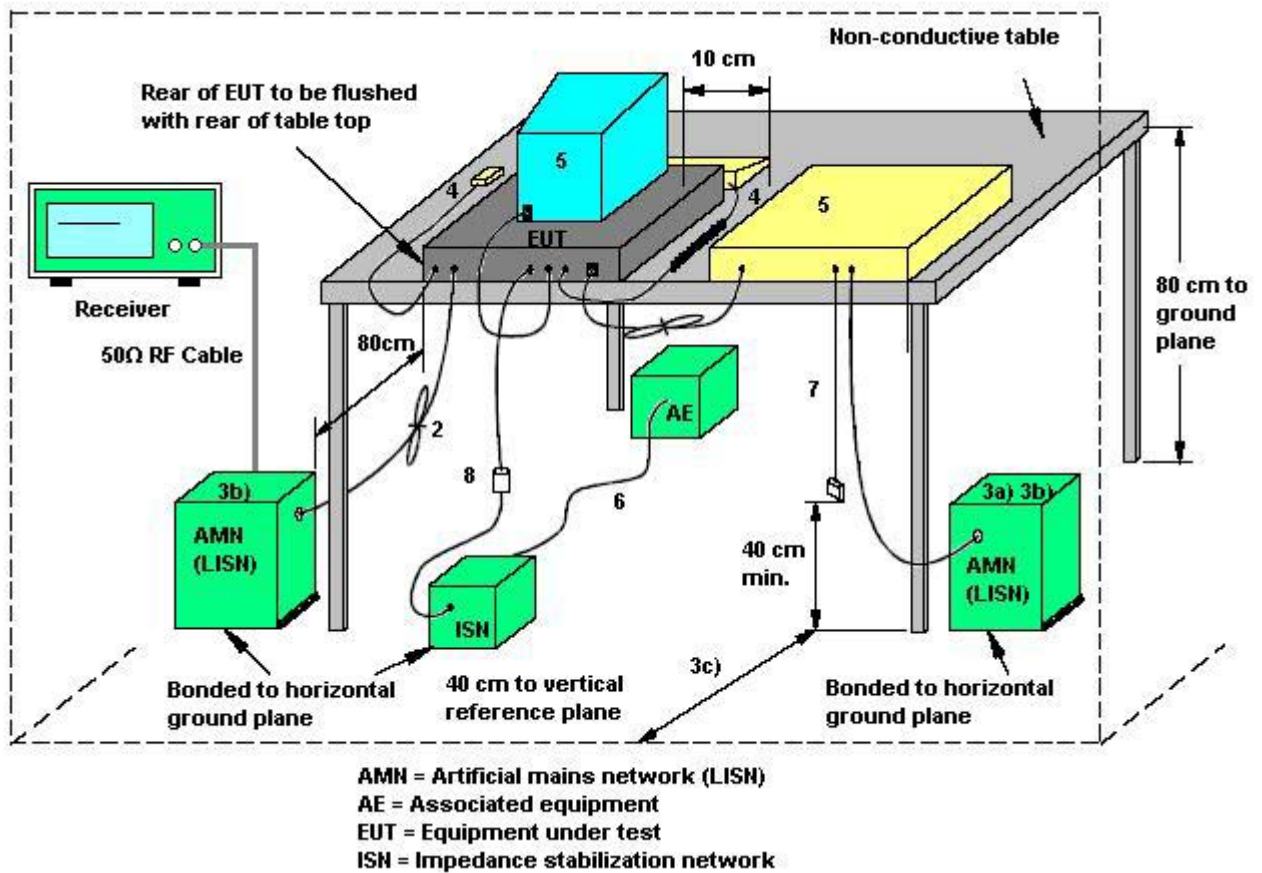 Non-conductive table
10 cm
Rear of EUT to be flushed
with rear of table top
5
4
4
5
EUT
Receiver
80 cm to
ground
plane
50Ω RF Cable
80cm
7
AE
2
8
3b)
3a) 3b)
6
AMN
(LISN)
40 cm
min.
AMN
(LISN)
ISN
3c)
Bonded to horizontal
ground plane
40 cm to vertical
reference plane
Bonded to horizontal
ground plane
AMN = Artificial mains network (LISN)
AE = Associated equipment
EUT = Equipment under test
ISN = Impedance stabilization network